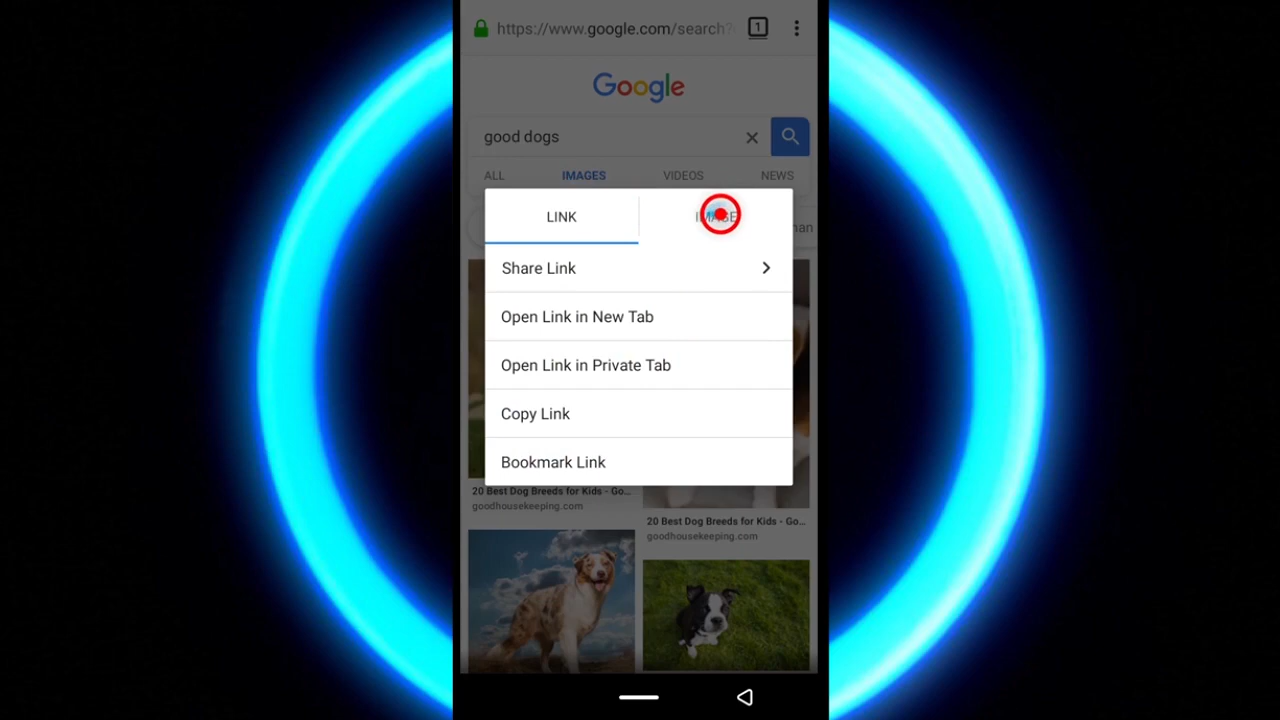 https://www.google.com/search?
1
Google
good dogs
ALL IMAGES VIDEOS NEWS
LINK IMAGE
Share Link
Open Link in New Tab
Open Link in Private Tab
Copy Link
Bookmark Link
20 Best Dog Breeds for Kids - Go...
goodhousekeeping.com
20 Best Dog Breeds for Kids - Go...
goodhousekeeping.com